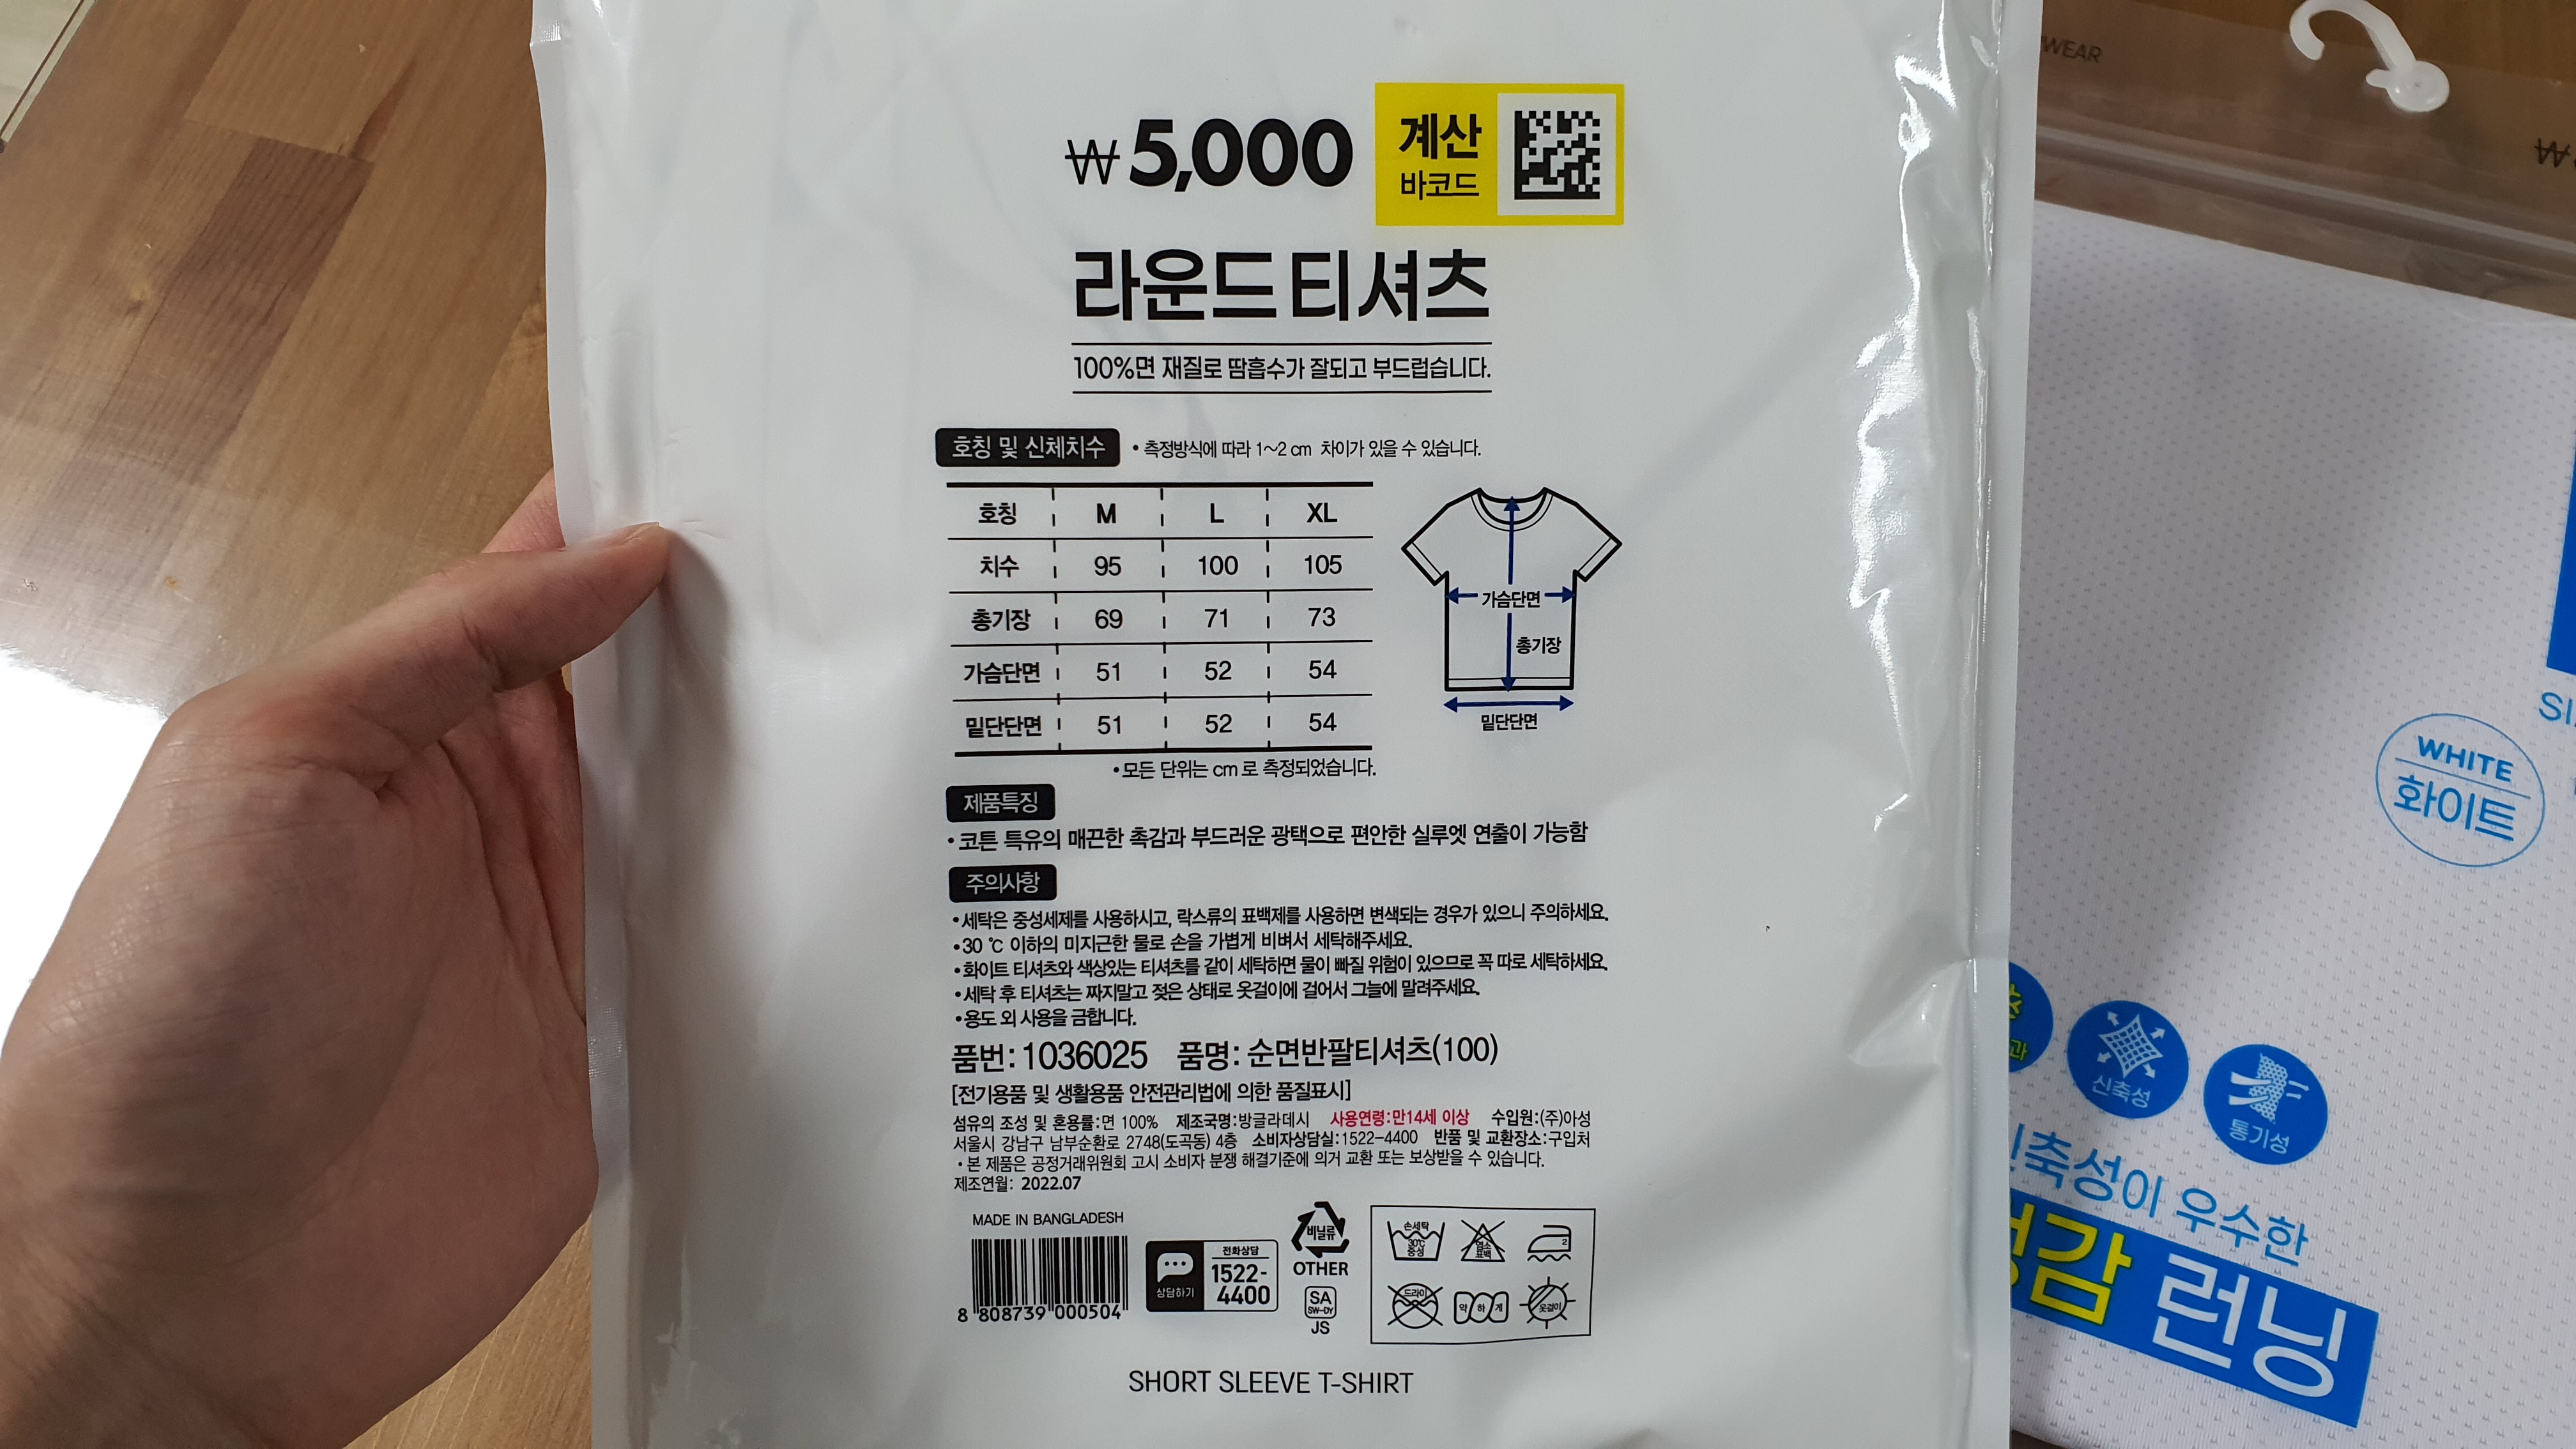 ₩5,000
계산
바코드
라운드 티셔츠
100%면 재질로 땀흡수가 잘되고 부드럽습니다.
호칭 및 신체치수 • 측정방식에 따라 1~2 cm 차이가 있을 수 있습니다.
호칭 M L XL
치수 95 100 105
총기장 69 71 73
가슴단면 51 52 54
밑단단면 51 52 54
가슴단면
총기장
밑단단면
• 모든 단위는 cm 로 측정되었습니다.
제품특징
• 코튼 특유의 매끈한 촉감과 부드러운 광택으로 편안한 실루엣 연출이 가능함
주의사항
• 세탁은 중성세제를 사용하시고, 락스류의 표백제를 사용하면 변색되는 경우가 있으니 주의하세요.
• 30 ℃ 이하의 미지근한 물로 손을 가볍게 비벼서 세탁해주세요.
• 화이트 티셔츠와 색상있는 티셔츠를 같이 세탁하면 물이 빠질 위험이 있으므로 꼭 따로 세탁하세요.
• 세탁 후 티셔츠는 짜지말고 젖은 상태로 옷걸이에 걸어서 그늘에 말려주세요.
• 용도 외 사용을 금합니다.
품번: 1036025 품명: 순면반팔티셔츠(100)
[전기용품 및 생활용품 안전관리법에 의한 품질표시]
섬유의 조성 및 혼용률:면 100% 제조국명:방글라데시 사용연령:만14세 이상 수입원:(주)아성
서울시 강남구 남부순환로 2748(도곡동) 4층 소비자상담실:1522-4400 반품 및 교환장소:구입처
• 본 제품은 공정거래위원회 고시 소비자 분쟁 해결기준에 의거 교환 또는 보상받을 수 있습니다.
제조연월: 2022.07
MADE IN BANGLADESH
8 808739 000504
상담하기
전화상담
1522-
4400
비닐류
OTHER
SA
SW-DY
JS
손세탁
30℃
중성
염소
표백
2
드라이
약 하 게
옷걸이
SHORT SLEEVE T-SHIRT
WEAR
₩
WHITE
화이트
신축성
통기성
신축성이 우수한
냉감 런닝